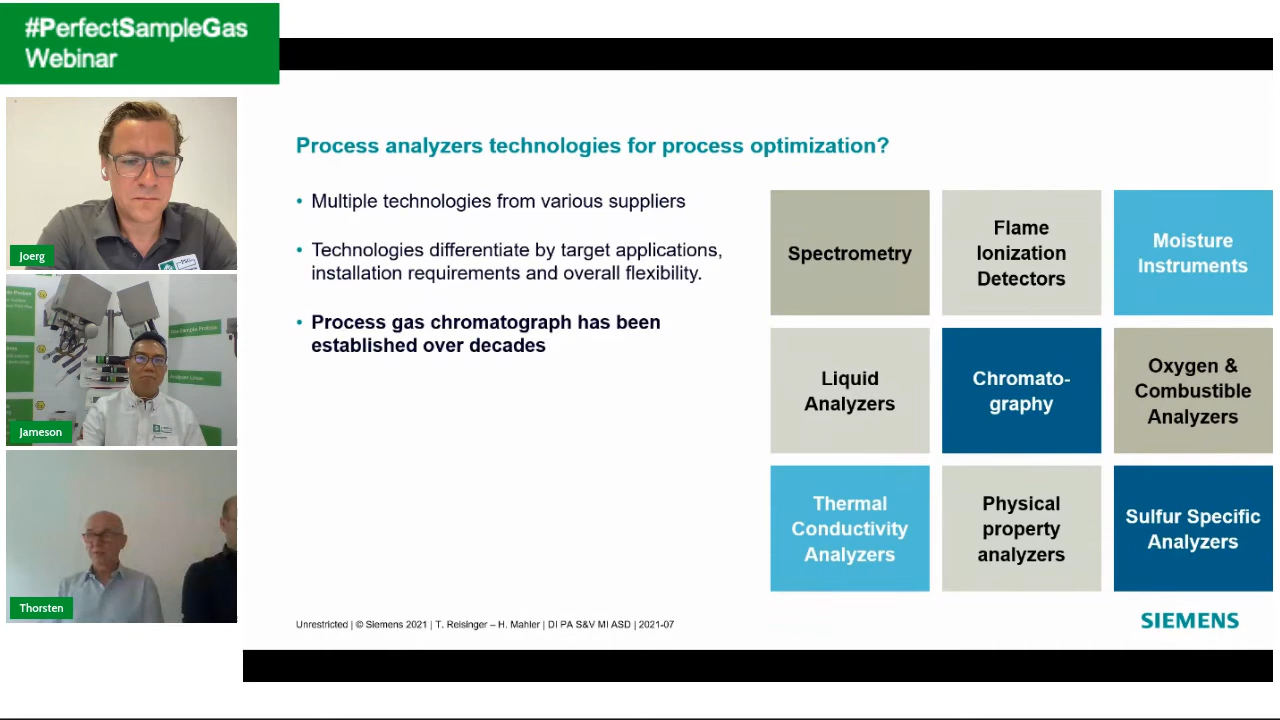 #PerfectSampleGas
Webinar
Joerg
Jameson
Thorsten
Process analyzers technologies for process optimization?
• Multiple technologies from various suppliers
• Technologies differentiate by target applications,
installation requirements and overall flexibility.
• Process gas chromatograph has been
established over decades
Spectrometry
Flame
Ionization
Detectors
Moisture
Instruments
Liquid
Analyzers
Chromato-
graphy
Oxygen &
Combustible
Analyzers
Thermal
Conductivity
Analyzers
Physical
property
analyzers
Sulfur Specific
Analyzers
Unrestricted | © Siemens 2021 | T. Reisinger – H. Mahler | DI PA S&V MI ASD | 2021-07
SIEMENS